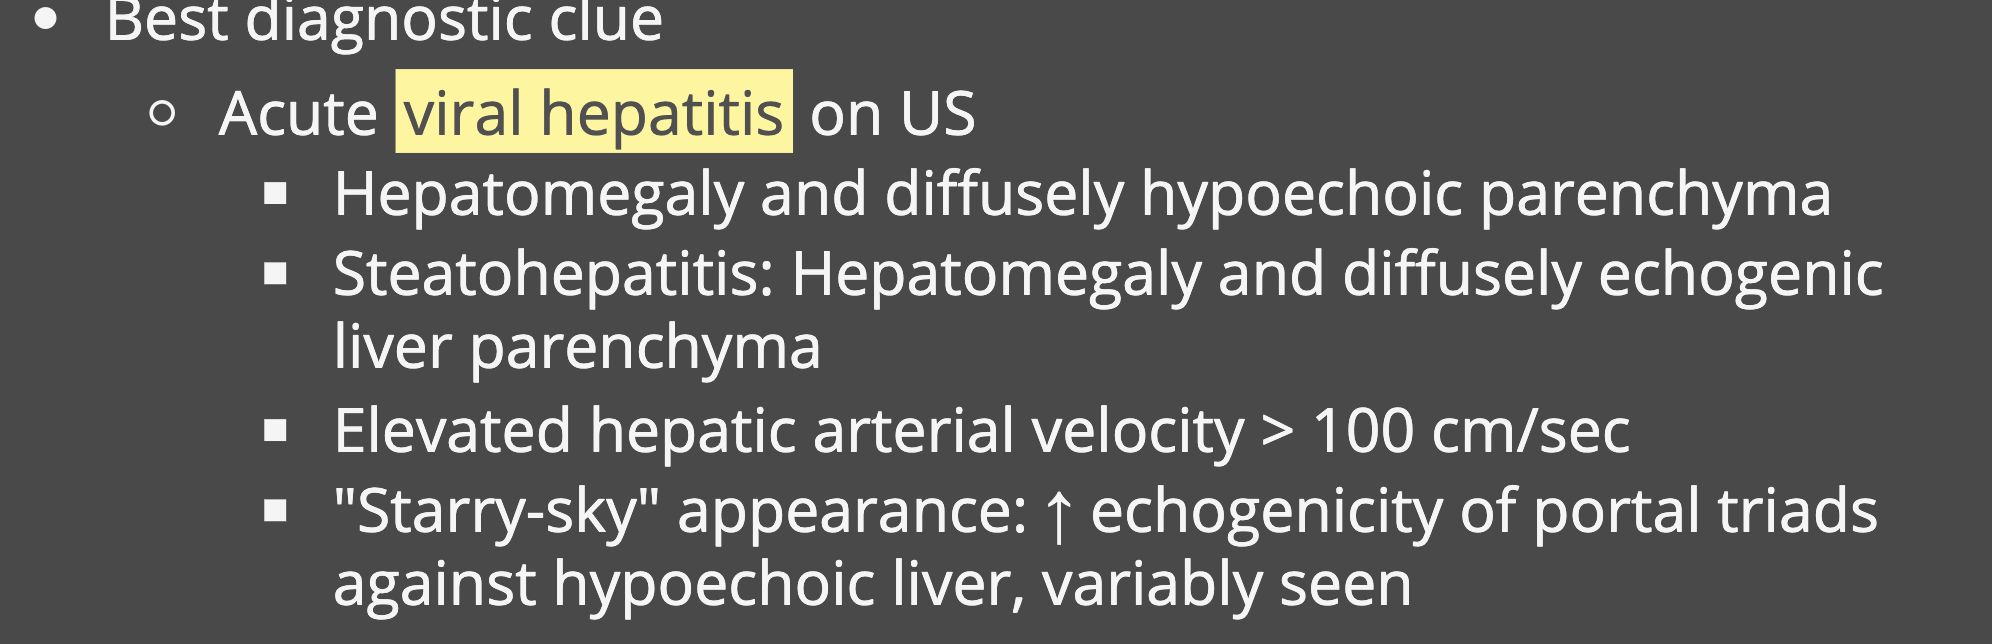 • Best diagnostic clue
○ Acute viral hepatitis on US
▪ Hepatomegaly and diffusely hypoechoic parenchyma
▪ Steatohepatitis: Hepatomegaly and diffusely echogenic
liver parenchyma
▪ Elevated hepatic arterial velocity > 100 cm/sec
▪ "Starry-sky" appearance: ↑ echogenicity of portal triads
against hypoechoic liver, variably seen